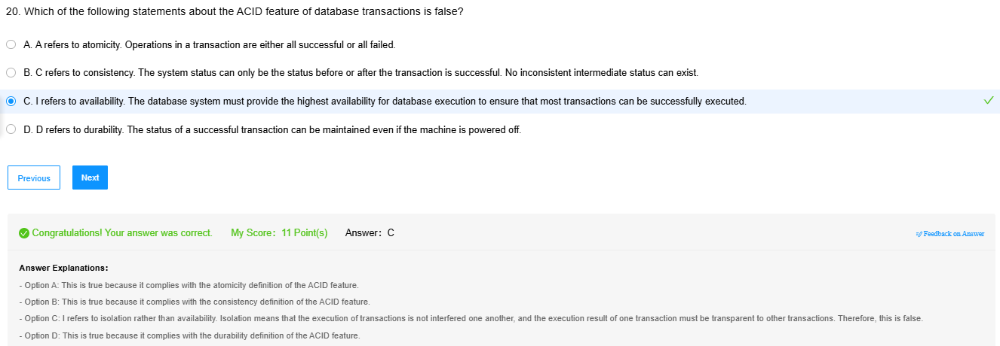 20. Which of the following statements about the ACID feature of database transactions is false?
A. A refers to atomicity. Operations in a transaction are either all successful or all failed.
B. C refers to consistency. The system status can only be the status before or after the transaction is successful. No inconsistent intermediate status can exist.
C. I refers to availability. The database system must provide the highest availability for database execution to ensure that most transactions can be successfully executed.
D. D refers to durability. The status of a successful transaction can be maintained even if the machine is powered off.
Previous Next
Congratulations! Your answer was correct. My Score: 11 Point(s) Answer: C Feedback on Answer
Answer Explanations:
- Option A: This is true because it complies with the atomicity definition of the ACID feature.
- Option B: This is true because it complies with the consistency definition of the ACID feature.
- Option C: I refers to isolation rather than availability. Isolation means that the execution of transactions is not interfered one another, and the execution result of one transaction must be transparent to other transactions. Therefore, this is false.
- Option D: This is true because it complies with the durability definition of the ACID feature.